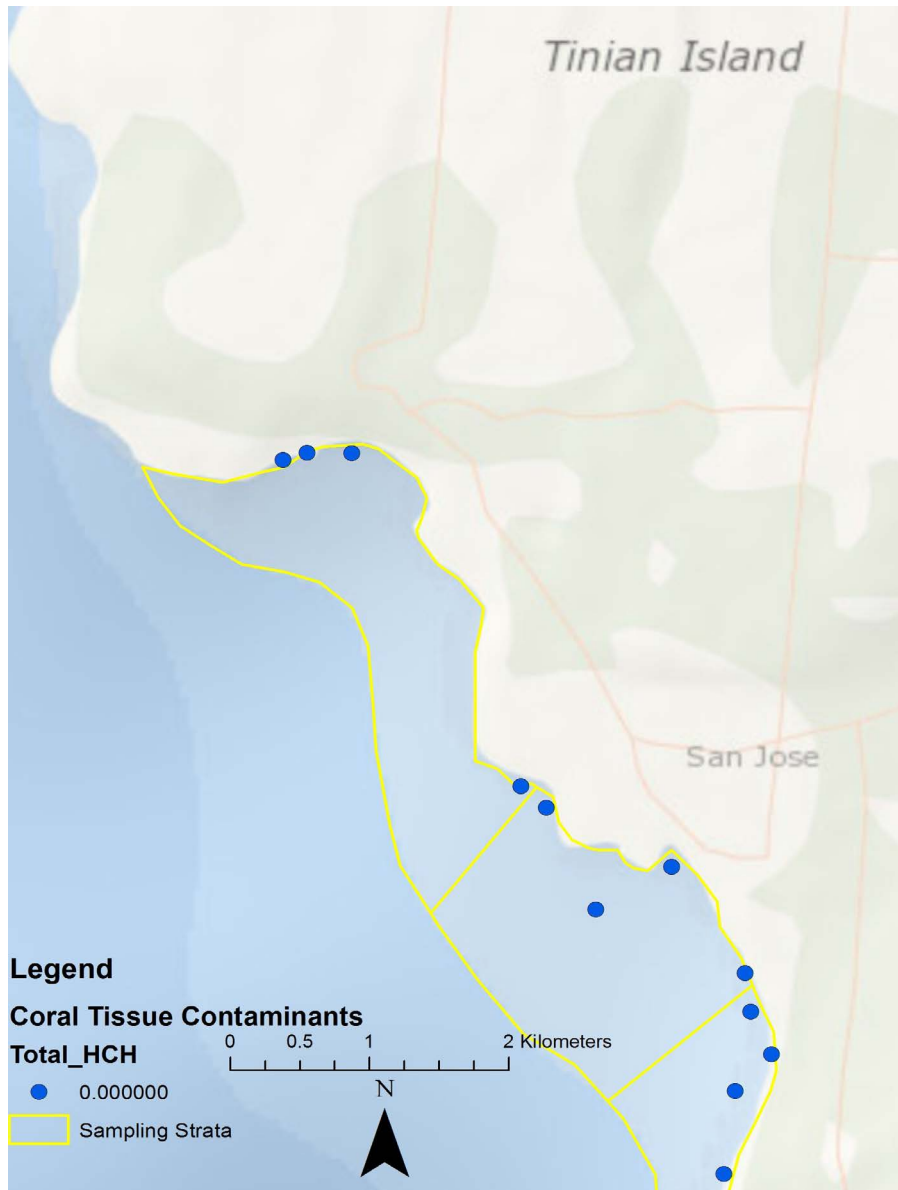 Tinian Island
San Jose
Legend
Coral Tissue Contaminants
Total_HCH
0 0.5 1 2 Kilometers
0.000000
N
Sampling Strata